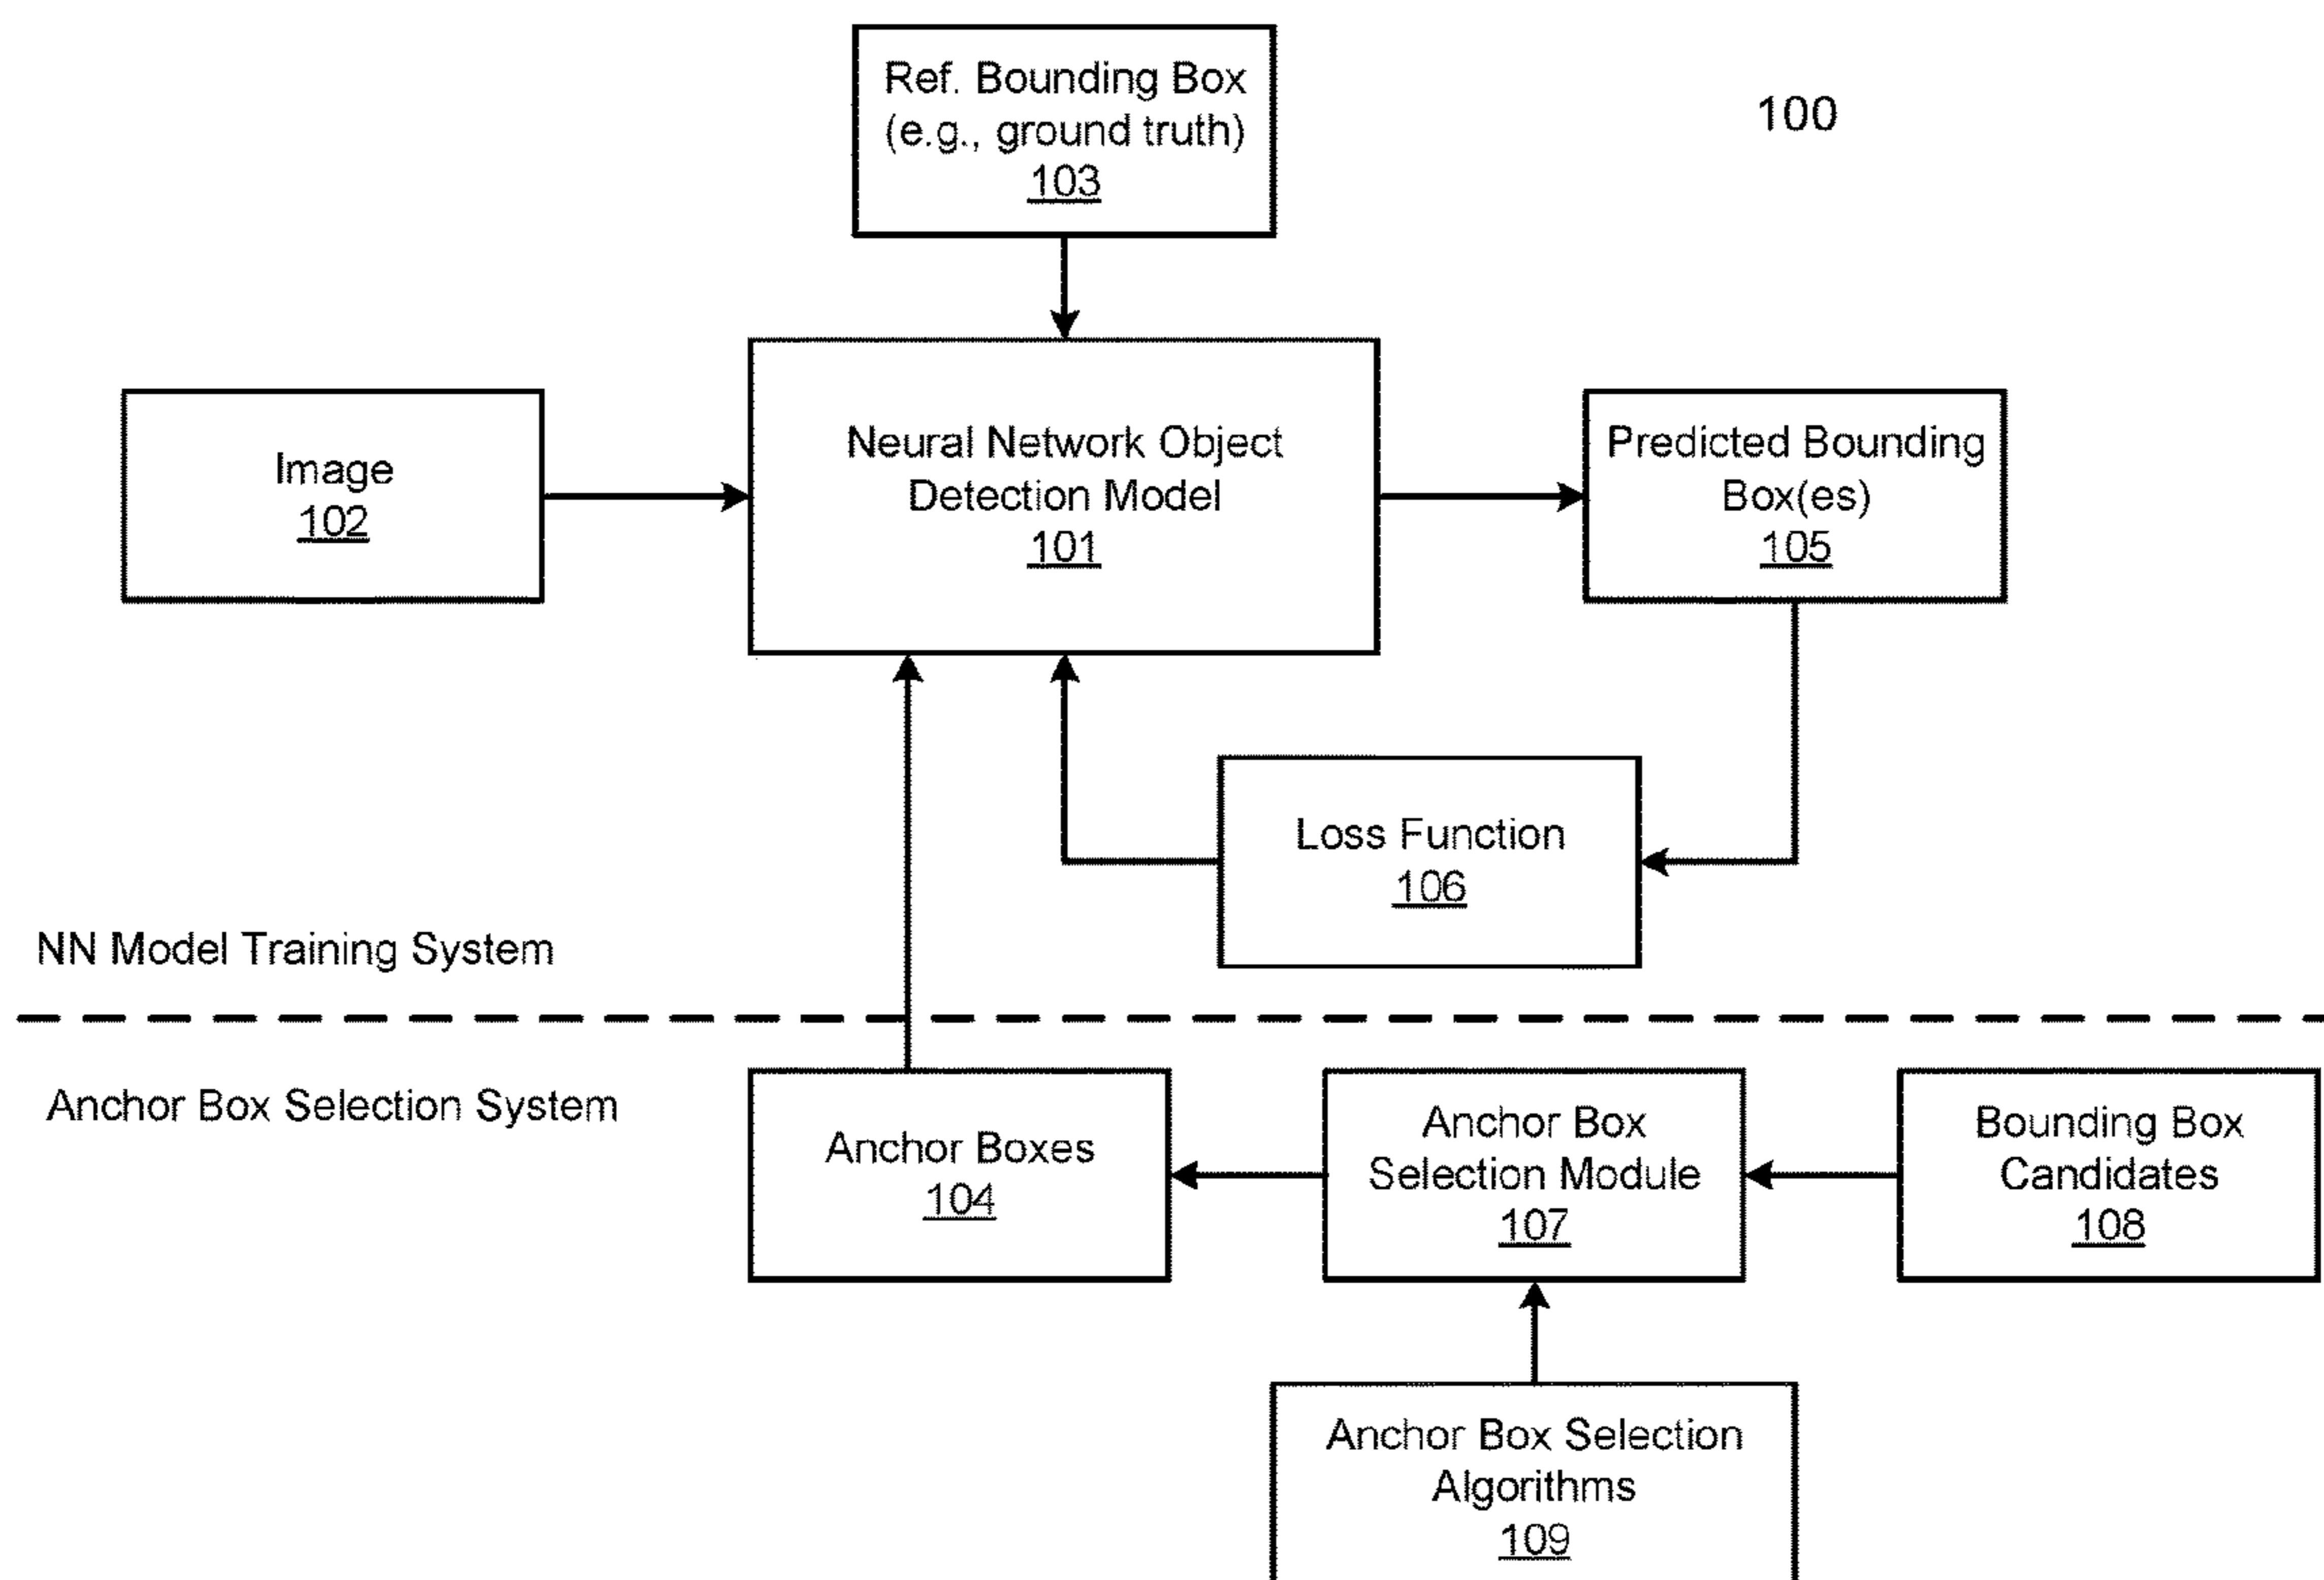 Ref. Bounding Box
(e.g., ground truth)
103
100
Image
102
Neural Network Object
Detection Model
101
Predicted Bounding
Box(es)
105
Loss Function
106
NN Model Training System
Anchor Box Selection System
Anchor Boxes
104
Anchor Box
Selection Module
107
Bounding Box
Candidates
108
Anchor Box Selection
Algorithms
109